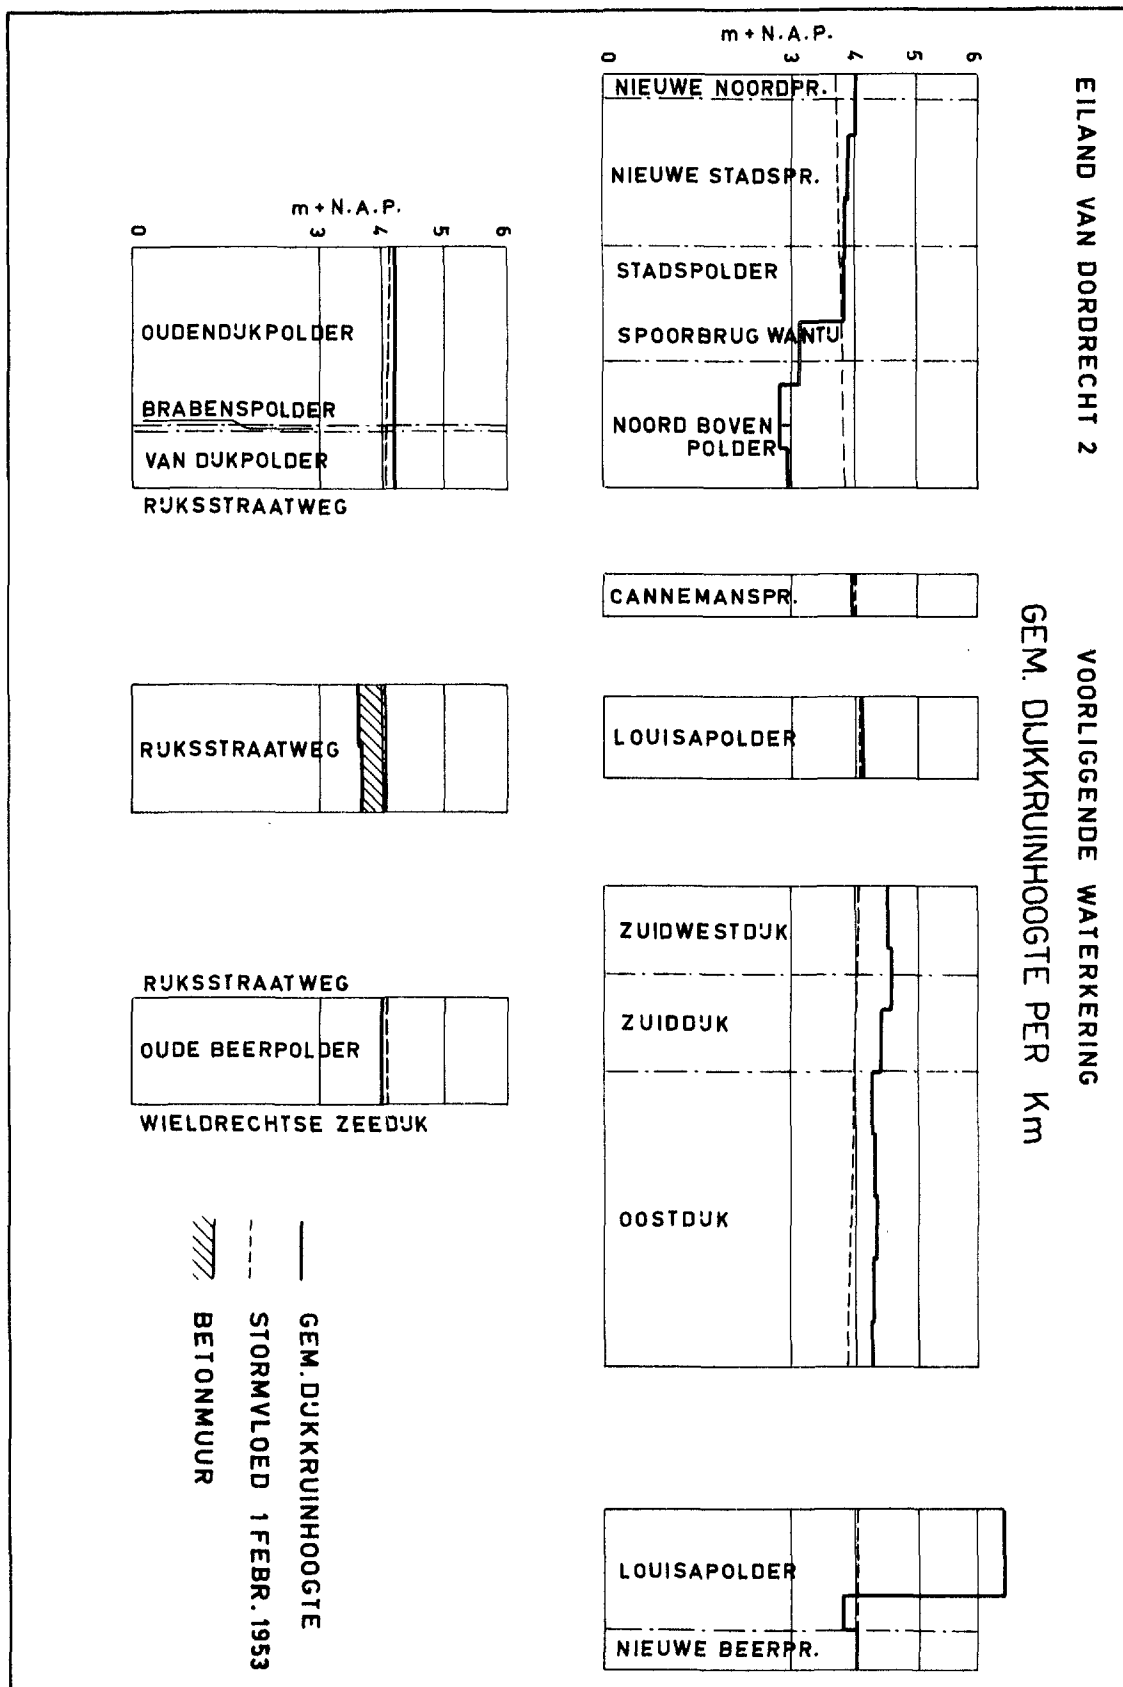 EILAND VAN DORDRECHT 2
VOORLIGGENDE WATERKERING
GEM. DIJKKRUINHOOGTE PER Km
m + N.A.P.
0 3 4 5 6
NIEUWE NOORDPR.
NIEUWE STADSPR.
STADSPOLDER
SPOORBRUG WANTIJ
NOORD BOVEN
POLDER
CANNEMANSPR.
LOUISAPOLDER
ZUIDWESTDIJK
ZUIDDIJK
OOSTDIJK
LOUISAPOLDER
NIEUWE BEERPR.
m + N.A.P.
0 3 4 5 6
OUDENDIJKPOLDER
BRABENSPOLDER
VAN DIJKPOLDER
RIJKSSTRAATWEG
RIJKSSTRAATWEG
RIJKSSTRAATWEG
OUDE BEERPOLDER
WIELDRECHTSE ZEEDIJK
GEM. DIJKKRUINHOOGTE
STORMVLOED 1 FEBR. 1953
BETONMUUR